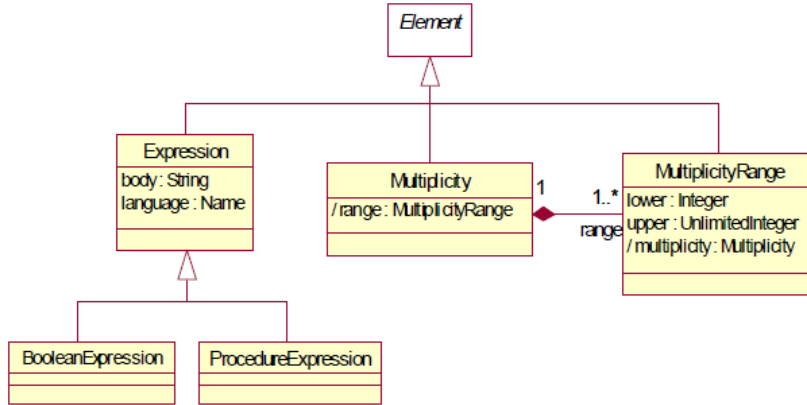 Element
Expression
body : String
language : Name
Multiplicity
/ range : MultiplicityRange
1
1..*
range
MultiplicityRange
lower : Integer
upper : UnlimitedInteger
/ multiplicity : Multiplicity
BooleanExpression
ProcedureExpression